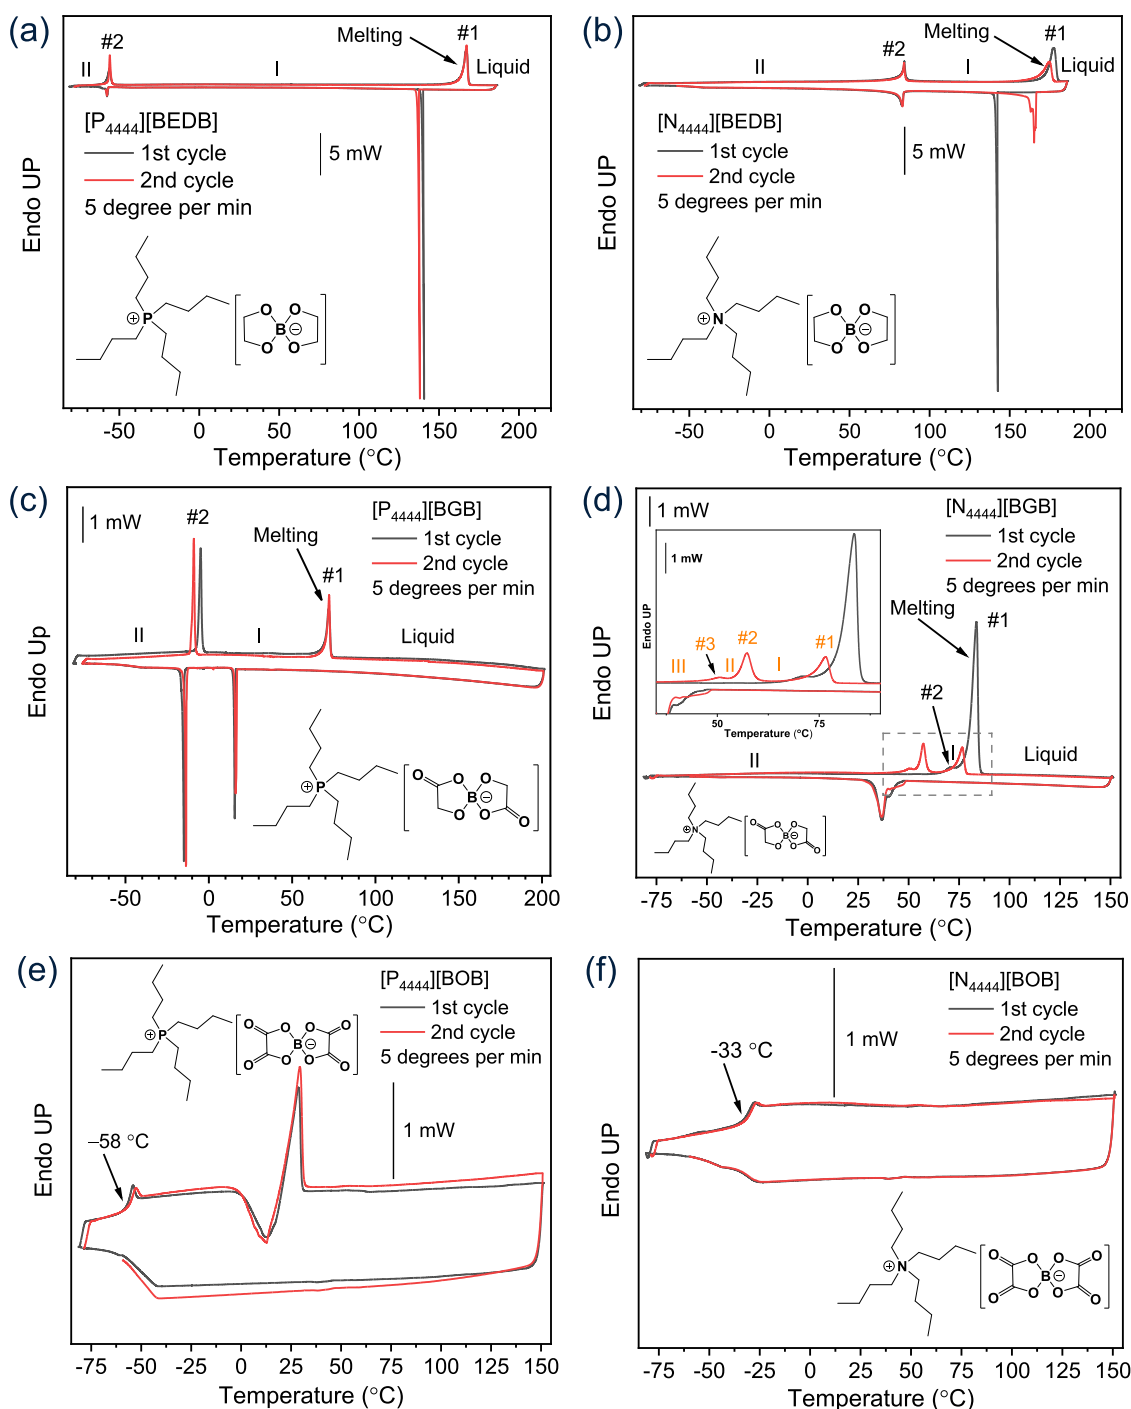 (a)
#2
II
I
Melting
#1
Liquid
[P4444][BEDB]
1st cycle
2nd cycle
5 degree per min
5 mW
Endo UP
P
O O
B
O O
-50 0 50 100 150 200
Temperature (°C)
(b)
II
#2
Melting
I
#1
Liquid
[N4444][BEDB]
1st cycle
2nd cycle
5 degrees per min
5 mW
Endo UP
N
O O
B
O O
-50 0 50 100 150 200
Temperature (°C)
(c)
1 mW
#2
Melting
#1
II
I
Liquid
[P4444][BGB]
1st cycle
2nd cycle
5 degrees per min
Endo Up
P
O O O
B
O O O
-50 0 50 100 150 200
Temperature (°C)
(d)
1 mW
[N4444][BGB]
1st cycle
2nd cycle
5 degrees per min
Melting
#1
#2
I
II
Liquid
1 mW
Endo UP
III
#3
II
#2
I
#1
50 75
Temperature (°C)
Endo UP
N
O O O
B
O O O
-75 -50 -25 0 25 50 75 100 125 150
Temperature (°C)
(e)
[P4444][BOB]
1st cycle
2nd cycle
5 degrees per min
1 mW
–58 °C
Endo UP
P
O O O O
B
O O O O
-75 -50 -25 0 25 50 75 100 125 150
Temperature (°C)
(f)
[N4444][BOB]
1st cycle
2nd cycle
5 degrees per min
1 mW
-33 °C
Endo UP
N
O O O O
B
O O O O
-75 -50 -25 0 25 50 75 100 125 150
Temperature (°C)